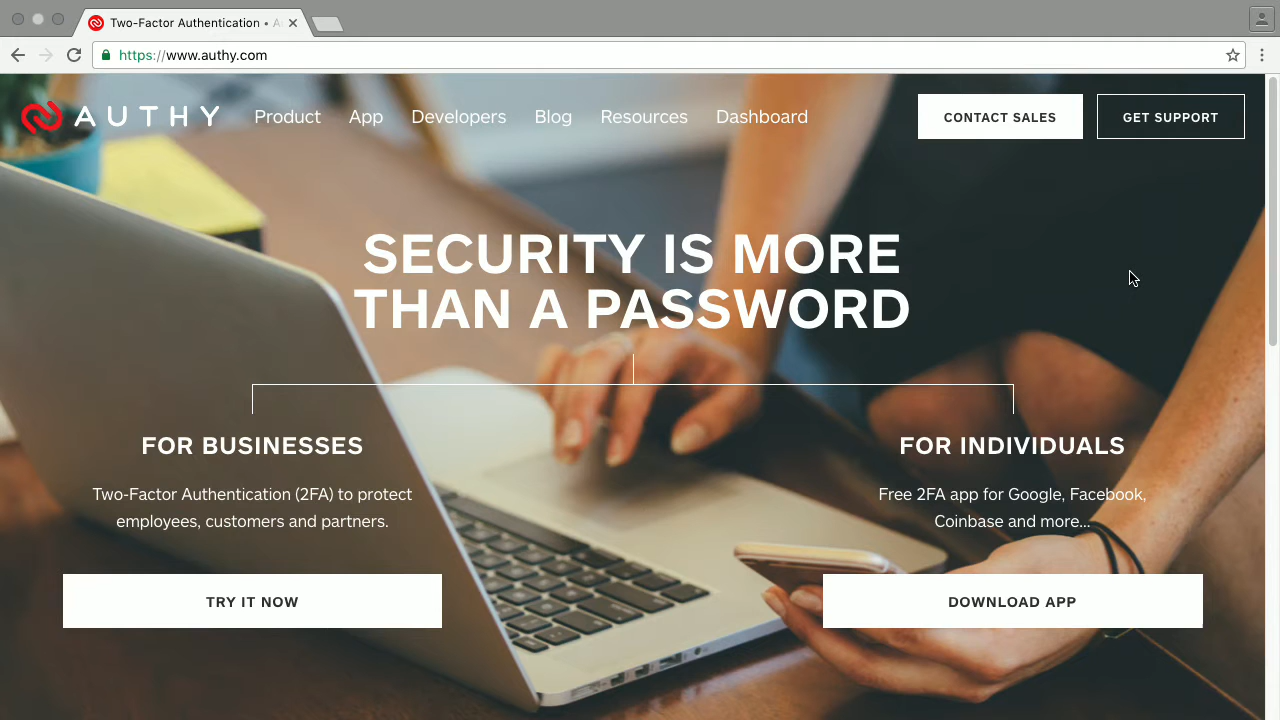 Two-Factor Authentication •
https://www.authy.com
AUTHY Product App Developers Blog Resources Dashboard CONTACT SALES GET SUPPORT
SECURITY IS MORE
THAN A PASSWORD
FOR BUSINESSES
Two-Factor Authentication (2FA) to protect
employees, customers and partners.
TRY IT NOW
FOR INDIVIDUALS
Free 2FA app for Google, Facebook,
Coinbase and more...
DOWNLOAD APP